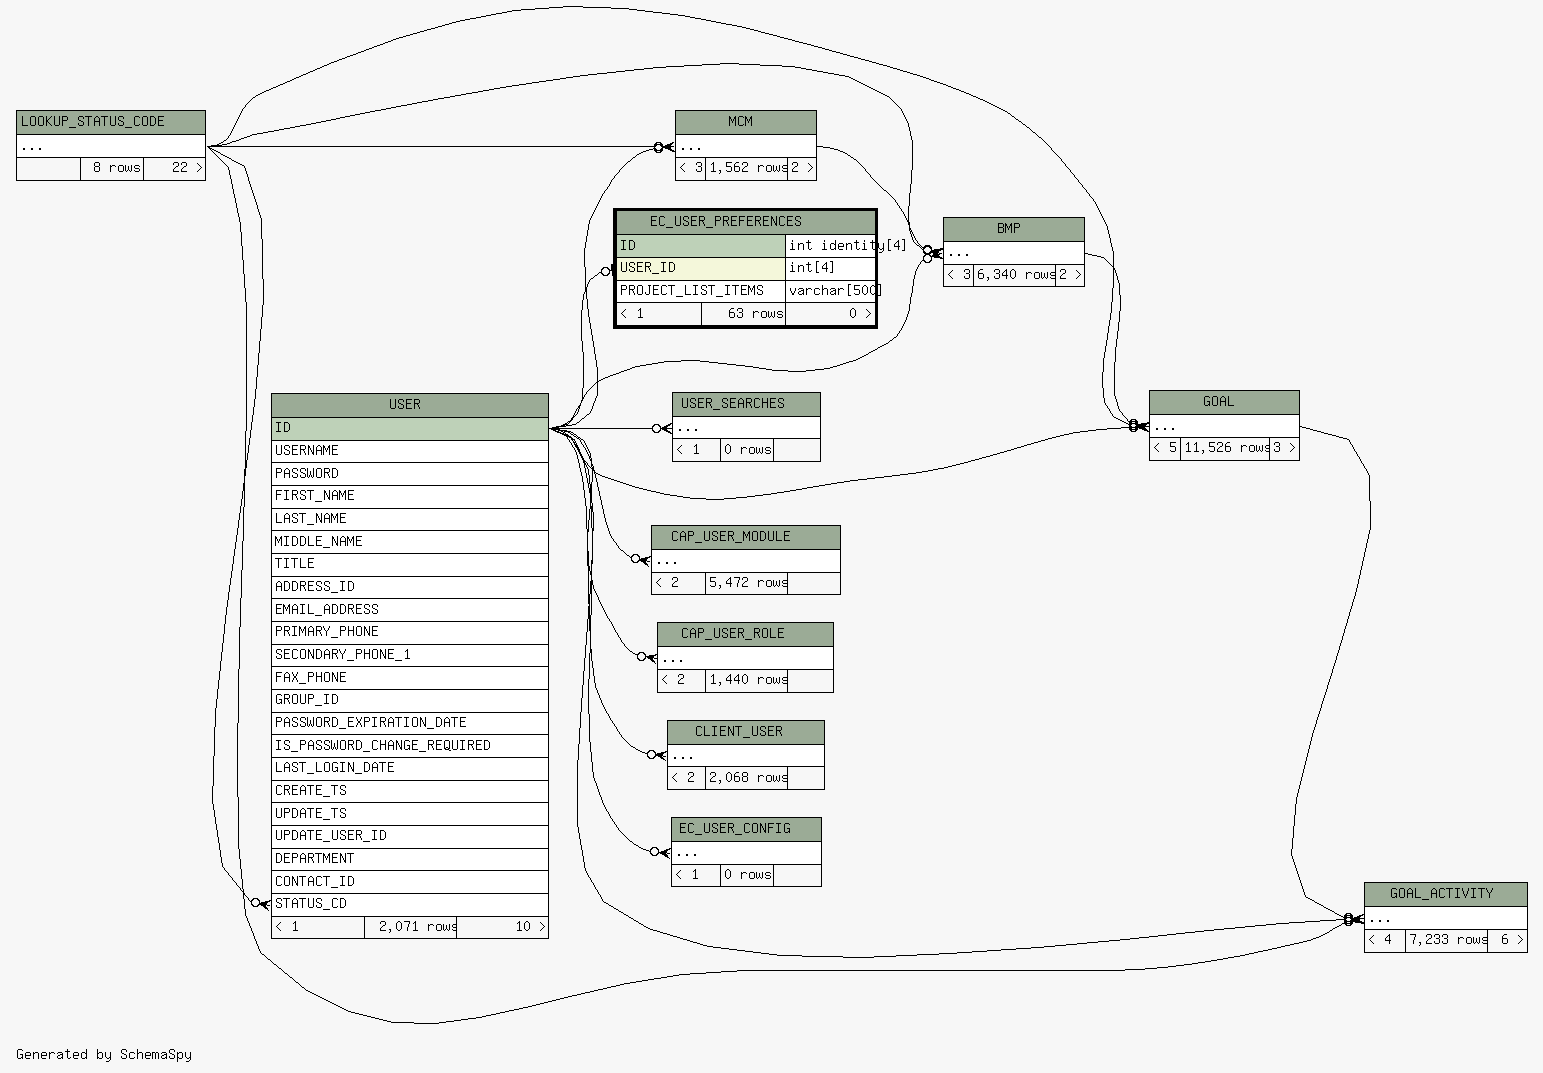 LOOKUP_STATUS_CODE
...
8 rows 22 >
MCM
...
< 3 1,562 rows 2 >
EC_USER_PREFERENCES
ID int identity[4]
USER_ID int[4]
PROJECT_LIST_ITEMS varchar[500]
< 1 63 rows 0 >
BMP
...
< 3 6,340 rows 2 >
USER
ID
USERNAME
PASSWORD
FIRST_NAME
LAST_NAME
MIDDLE_NAME
TITLE
ADDRESS_ID
EMAIL_ADDRESS
PRIMARY_PHONE
SECONDARY_PHONE_1
FAX_PHONE
GROUP_ID
PASSWORD_EXPIRATION_DATE
IS_PASSWORD_CHANGE_REQUIRED
LAST_LOGIN_DATE
CREATE_TS
UPDATE_TS
UPDATE_USER_ID
DEPARTMENT
CONTACT_ID
STATUS_CD
< 1 2,071 rows 10 >
USER_SEARCHES
...
< 1 0 rows
GOAL
...
< 5 11,526 rows 3 >
CAP_USER_MODULE
...
< 2 5,472 rows
CAP_USER_ROLE
...
< 2 1,440 rows
CLIENT_USER
...
< 2 2,068 rows
EC_USER_CONFIG
...
< 1 0 rows
GOAL_ACTIVITY
...
< 4 7,233 rows 6 >
Generated by SchemaSpy